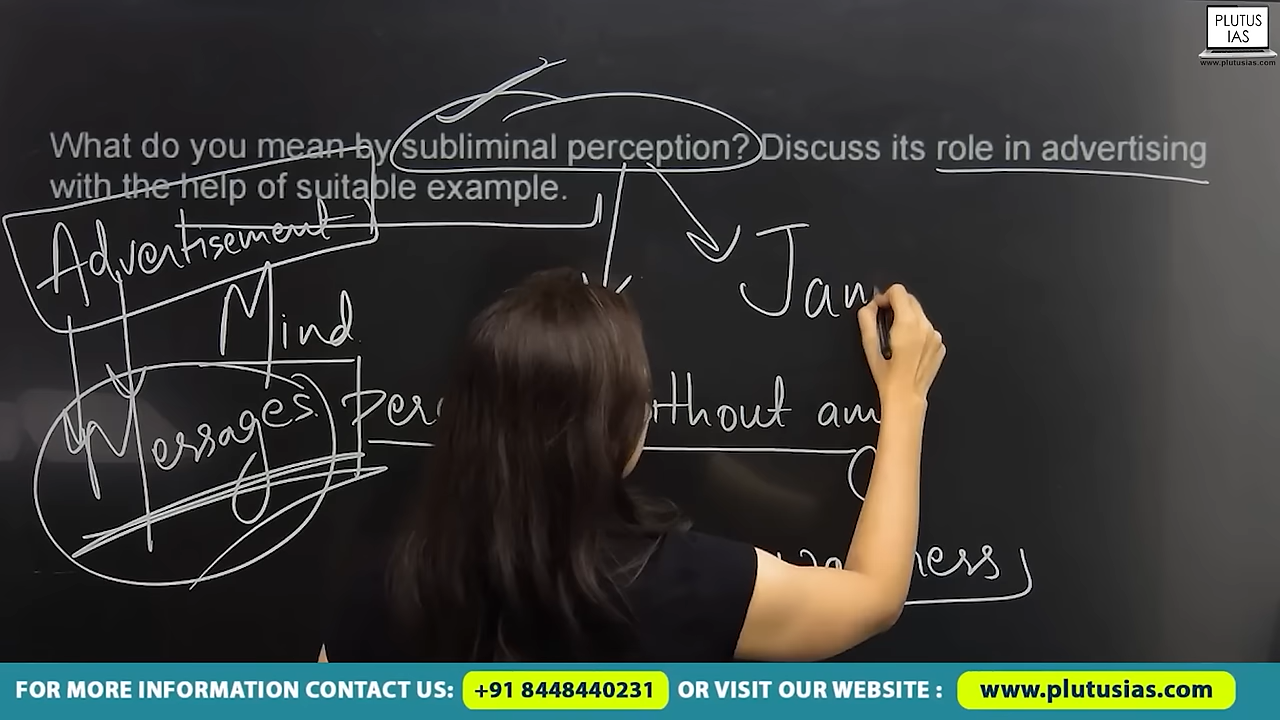 PLUTUS
IAS
www.plutusias.com
What do you mean by subliminal perception? Discuss its role in advertising
with the help of suitable example.
Advertisement
Jan
Mind
Messages
without
FOR MORE INFORMATION CONTACT US: +91 8448440231 OR VISIT OUR WEBSITE : www.plutusias.com